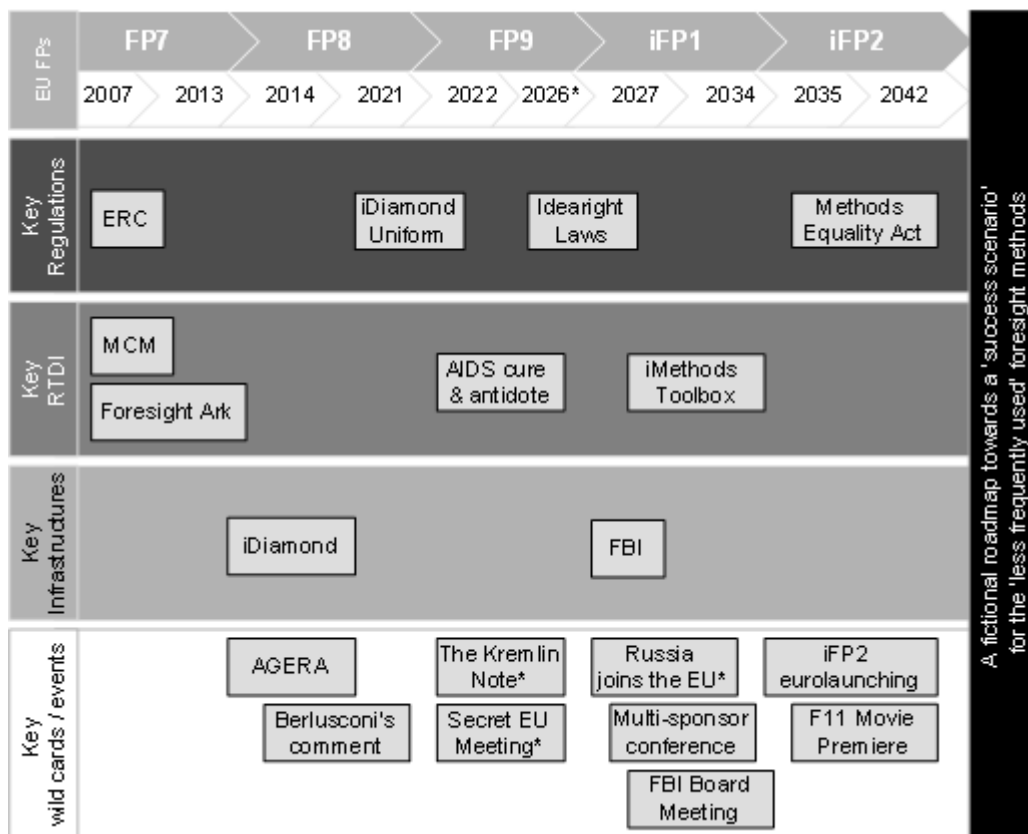 EU FPs
FP7
FP8
FP9
iFP1
iFP2
2007
2013
2014
2021
2022
2026*
2027
2034
2035
2042
Key
Regulations
ERC
iDiamond
Uniform
Idearight
Laws
Methods
Equality Act
Key
RTDI
MCM
Foresight Ark
AIDS cure
& antidote
iMethods
Toolbox
Key
Infrastructures
iDiamond
FBI
Key
wild cards / events
AGERA
Berlusconi's
comment
The Kremlin
Note*
Secret EU
Meeting*
Russia
joins the EU*
Multi-sponsor
conference
FBI Board
Meeting
iFP2
eurolaunching
F11 Movie
Premiere
A fictional roadmap towards a 'success scenario'
for the 'less frequently used' foresight methods